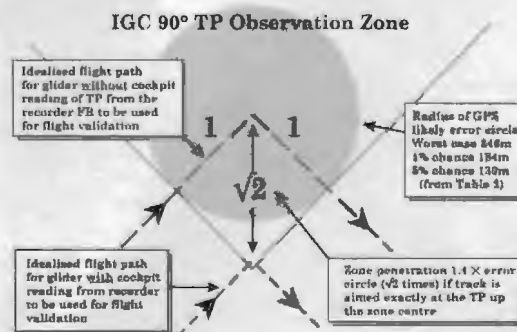 IGC 90° TP Observation Zone
Idealised flight path
for glider without cockpit
reading of TP from the
recorder FR to be used
for flight validation
1
1
√2
Radius of GPS
likely error circle
Worst case
1% chance
5% chance
(from Table 2)
Idealised flight path
for glider with cockpit
reading from recorder
to be used for flight
validation
Zone penetration 1.4 × error
circle (√2 times) if track is
aimed exactly at the TP up
the zone centre